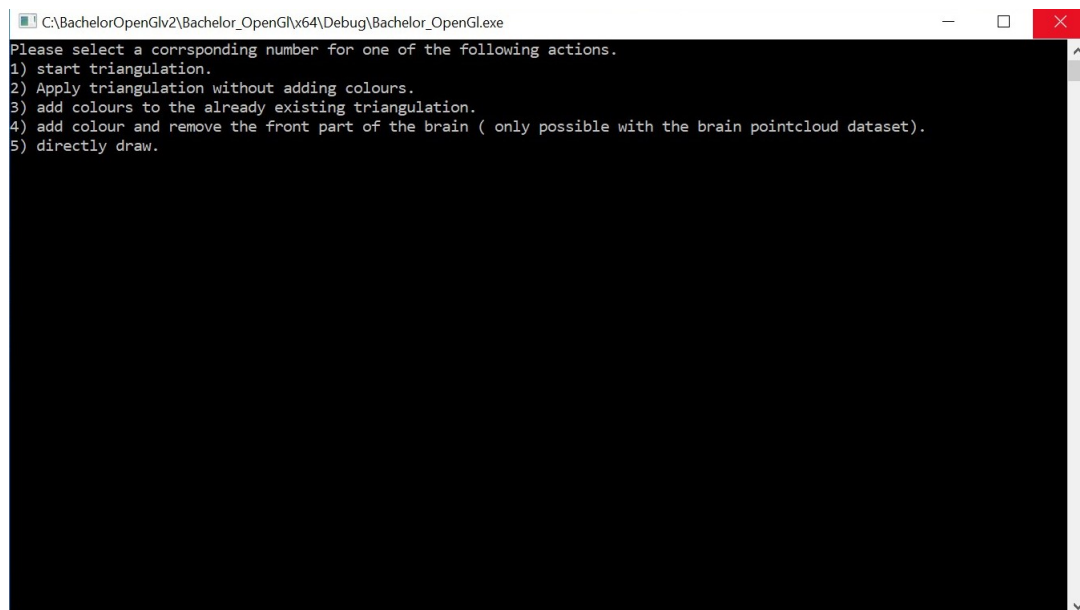 C:\BachelorOpenGlv2\Bachelor_OpenGl\x64\Debug\Bachelor_OpenGl.exe
Please select a corrsponding number for one of the following actions.
1) start triangulation.
2) Apply triangulation without adding colours.
3) add colours to the already existing triangulation.
4) add colour and remove the front part of the brain ( only possible with the brain pointcloud dataset).
5) directly draw.